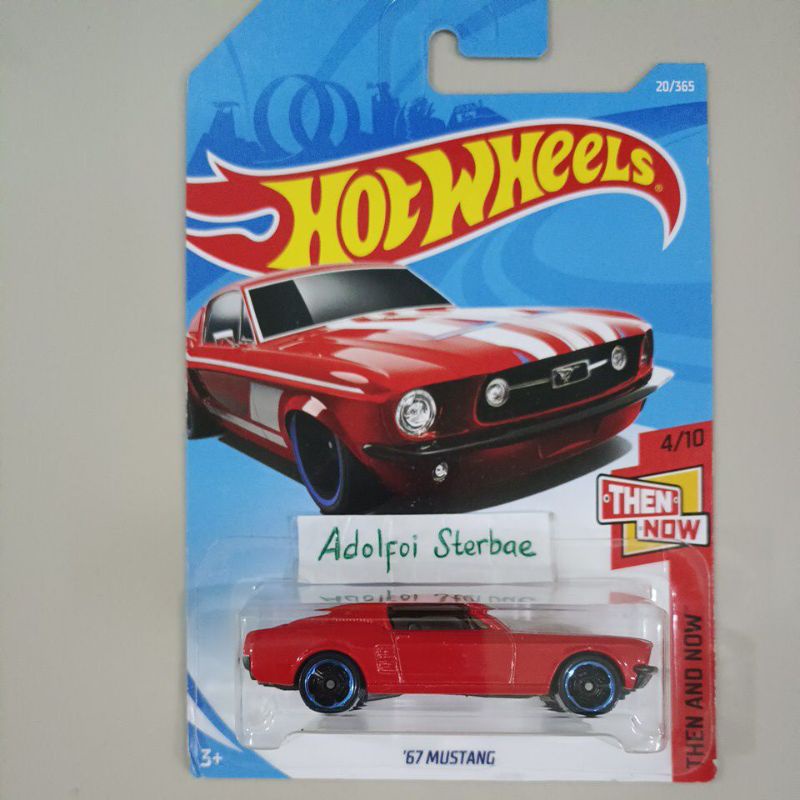 20/365
HOT WHEELS®
4/10
THEN
NOW
Adolfoi Sterbae
THEN AND NOW
3+
'67 MUSTANG